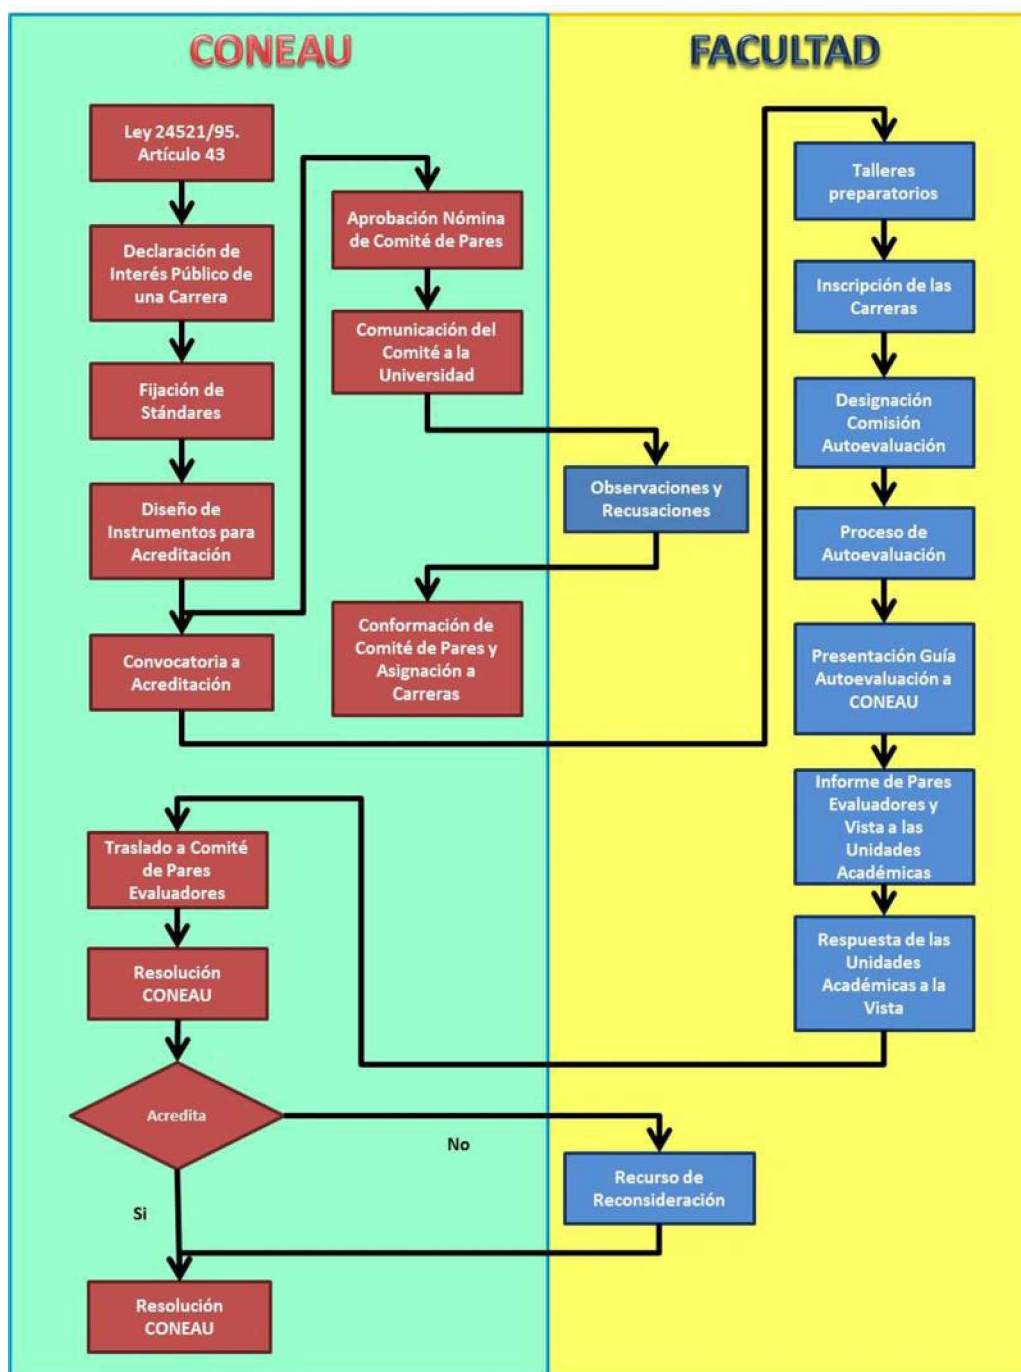 CONEAU
FACULTAD
Ley 24521/95.
Artículo 43
Declaración de
Interés Público de
una Carrera
Fijación de
Stándares
Diseño de
Instrumentos para
Acreditación
Convocatoria a
Acreditación
Aprobación Nómina
de Comité de Pares
Comunicación del
Comité a la
Universidad
Observaciones y
Recusaciones
Conformación de
Comité de Pares y
Asignación a
Carreras
Talleres
preparatorios
Inscripción de las
Carreras
Designación
Comisión
Autoevaluación
Proceso de
Autoevaluación
Presentación Guía
Autoevaluación a
CONEAU
Informe de Pares
Evaluadores y
Vista a las
Unidades
Académicas
Respuesta de las
Unidades
Académicas a la
Vista
Traslado a Comité
de Pares
Evaluadores
Resolución
CONEAU
Acredita
No
Recurso de
Reconsideración
Si
Resolución
CONEAU